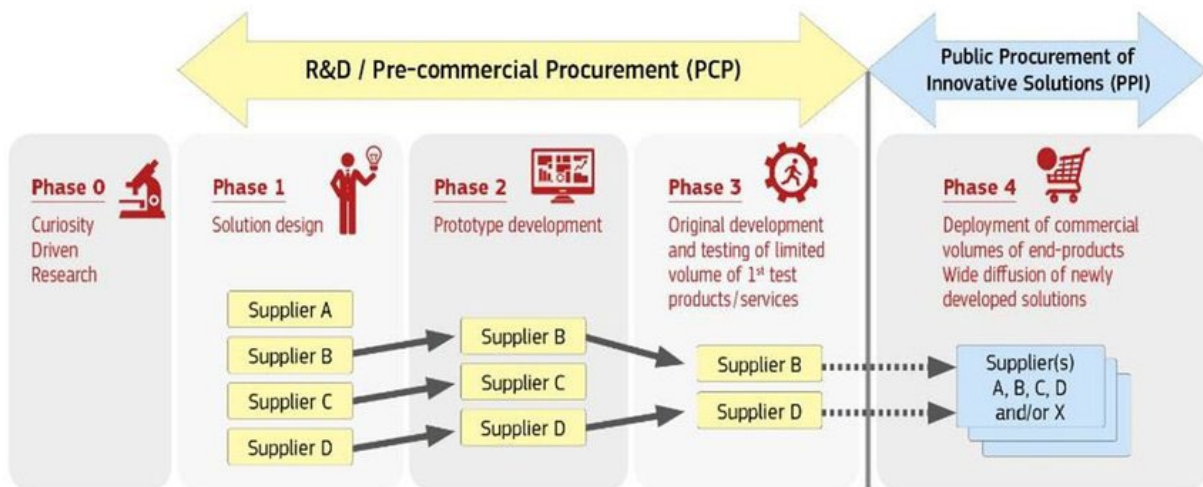 R&D / Pre-commercial Procurement (PCP)
Public Procurement of
Innovative Solutions (PPI)
Phase 0
Curiosity
Driven
Research
Phase 1
Solution design
Supplier A
Supplier B
Supplier C
Supplier D
Phase 2
Prototype development
Supplier B
Supplier C
Supplier D
Phase 3
Original development
and testing of limited
volume of 1st test
products/services
Supplier B
Supplier D
Phase 4
Deployment of commercial
volumes of end-products
Wide diffusion of newly
developed solutions
Supplier(s)
A, B, C, D
and/or X